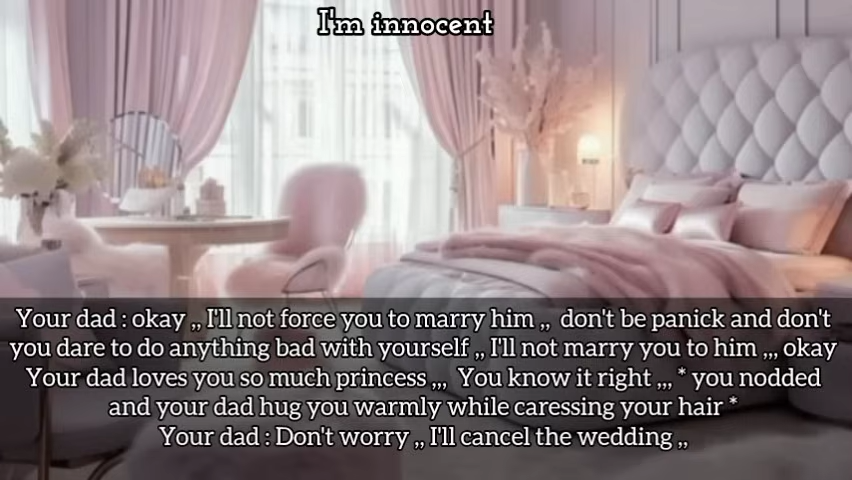 I'm innocent
Your dad : okay ,, I'll not force you to marry him ,, don't be panick and don't
you dare to do anything bad with yourself ,, I'll not marry you to him ,,, okay
Your dad loves you so much princess ,,, You know it right ,,, * you nodded
and your dad hug you warmly while caressing your hair *
Your dad : Don't worry ,, I'll cancel the wedding ,,